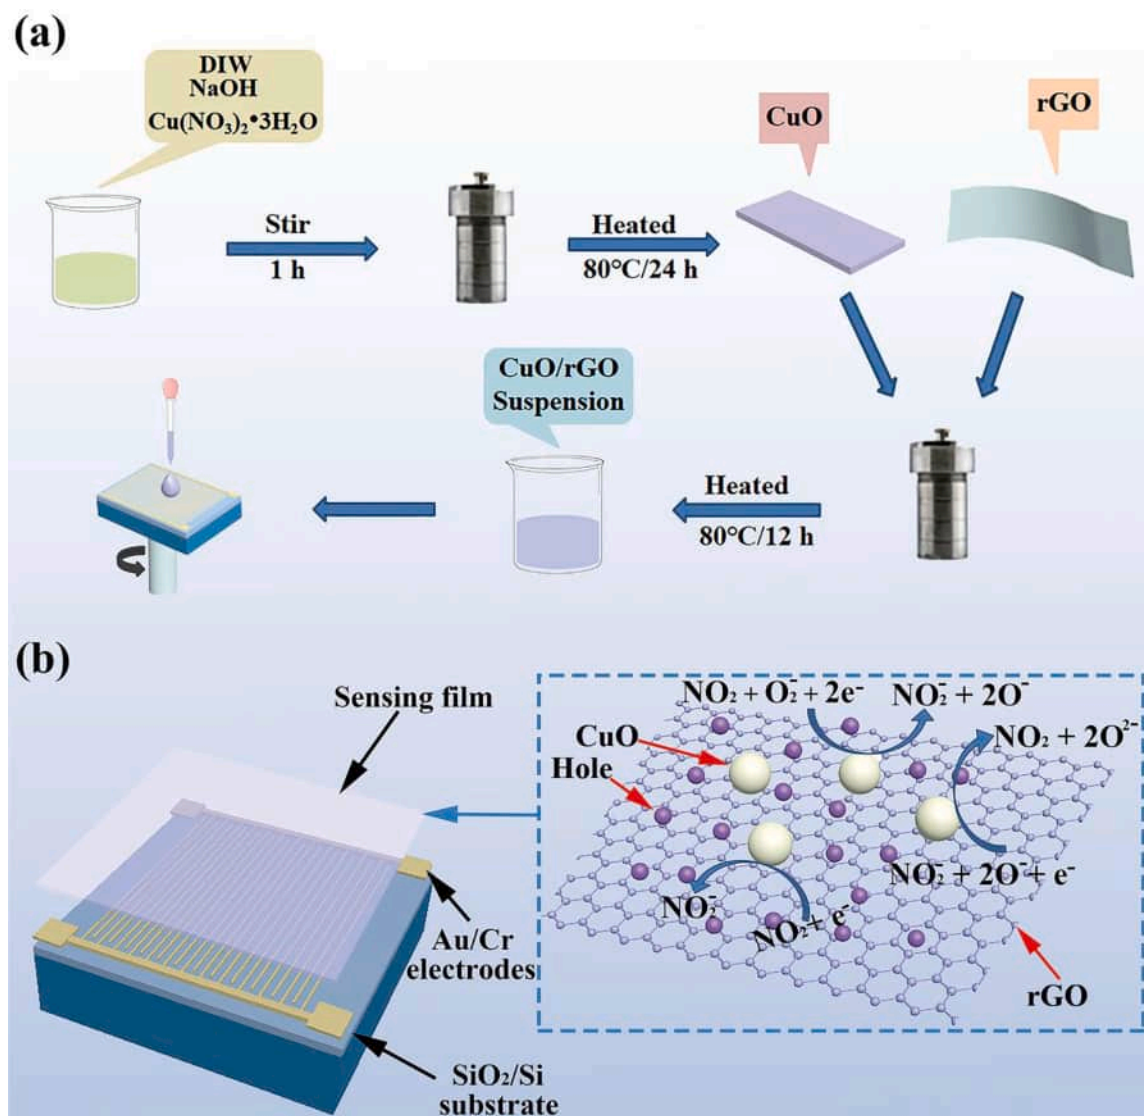 (a)
DIW
NaOH
Cu(NO₃)₂•3H₂O
Stir
1 h
Heated
80°C/24 h
CuO
rGO
CuO/rGO
Suspension
Heated
80°C/12 h
(b)
Sensing film
Au/Cr
electrodes
SiO₂/Si
substrate
NO₂ + O₂⁻ + 2e⁻
NO₂⁻ + 2O⁻
CuO
NO₂ + 2O²⁻
Hole
NO₂⁻ + 2O⁻ + e⁻
NO₂⁻
NO₂ + e⁻
rGO